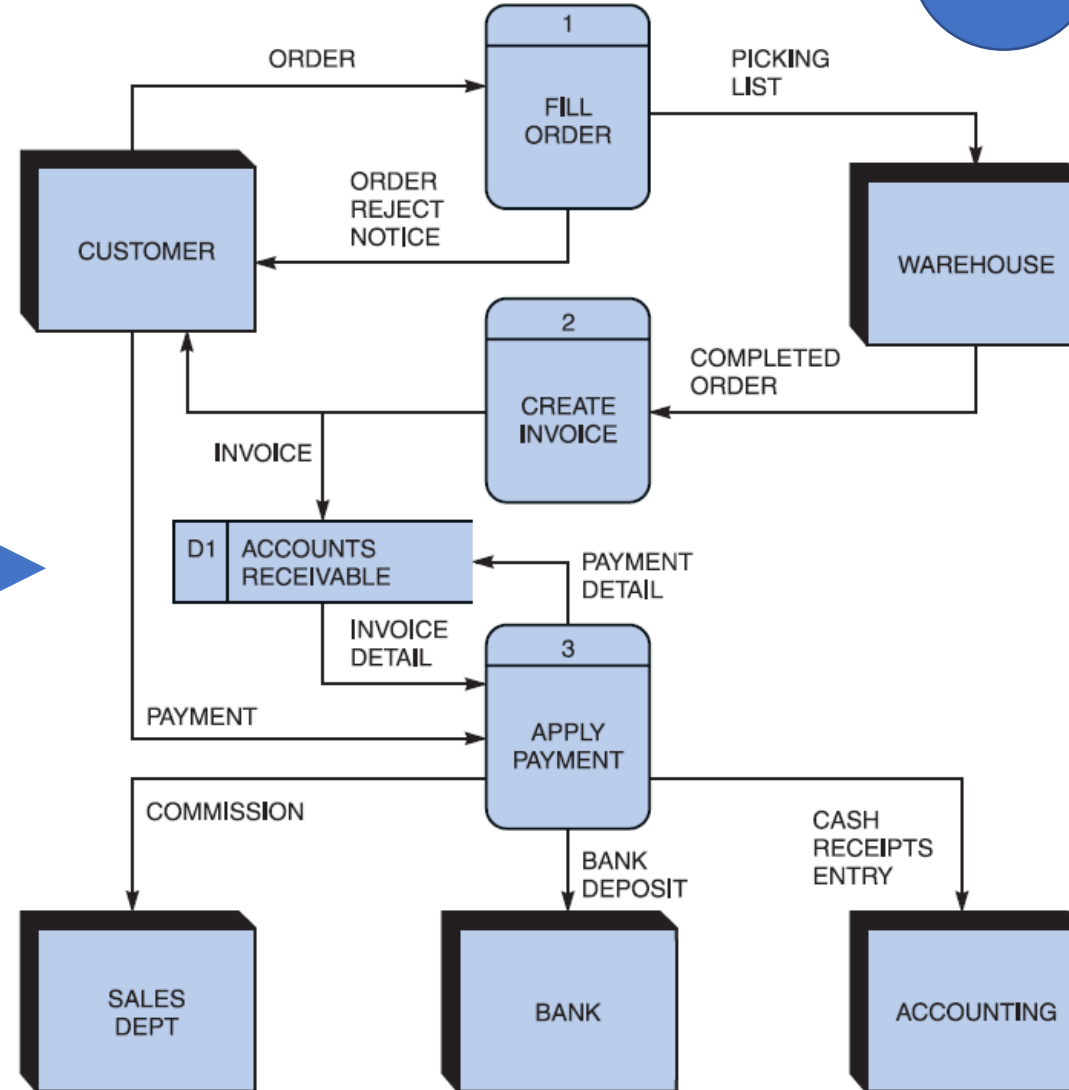 1
ORDER
PICKING
LIST
FILL
ORDER
ORDER
REJECT
NOTICE
CUSTOMER
WAREHOUSE
2
COMPLETED
ORDER
CREATE
INVOICE
INVOICE
D1
ACCOUNTS
RECEIVABLE
PAYMENT
DETAIL
INVOICE
DETAIL
3
PAYMENT
APPLY
PAYMENT
COMMISSION
CASH
RECEIPTS
ENTRY
BANK
DEPOSIT
SALES
DEPT
BANK
ACCOUNTING